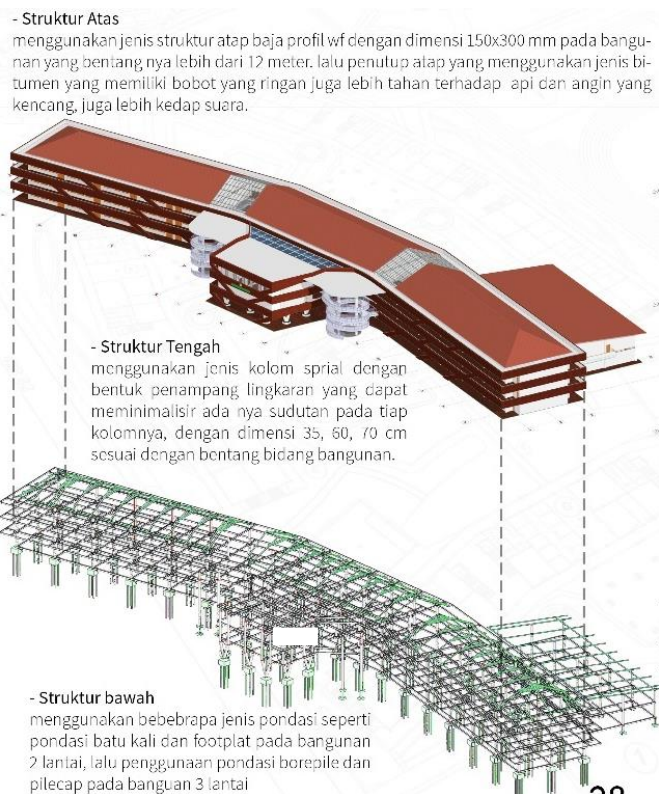 - Struktur Atas
menggunakan jenis struktur atap baja profil wf dengan dimensi 150x300 mm pada bangu-
nan yang bentang nya lebih dari 12 meter. lalu penutup atap yang menggunakan jenis bi-
tumen yang memiliki bobot yang ringan juga lebih tahan terhadap api dan angin yang
kencang, juga lebih kedap suara.
- Struktur Tengah
menggunakan jenis kolom sprial dengan
bentuk penampang lingkaran yang dapat
meminimalisir ada nya sudutan pada tiap
kolomnya, dengan dimensi 35, 60, 70 cm
sesuai dengan bentang bidang bangunan.
- Struktur bawah
menggunakan bebebrapa jenis pondasi seperti
pondasi batu kali dan footplat pada bangunan
2 lantai, lalu penggunaan pondasi borepile dan
pilecap pada banguan 3 lantai